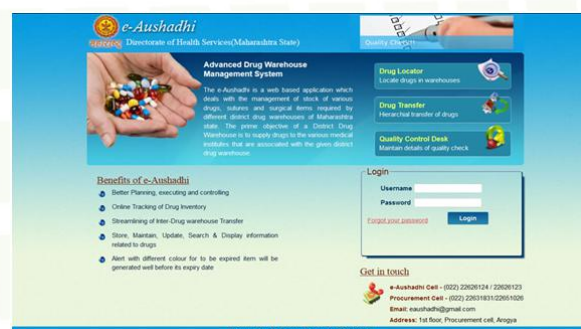 e-Aushadhi
Directorate of Health Services(Maharashtra State)
Quality Check!!!
Advanced Drug Warehouse
Management System
The e-Aushadhi is a web based application which
deals with the management of stock of various
drugs, sutures and surgical items required by
different district drug warehouses of Maharashtra
state. The prime objective of a District Drug
Warehouse is to supply drugs to the various medical
institutes that are associated with the given district
drug warehouse.
Drug Locator
Locate drugs in warehouses
Drug Transfer
Hierarchial transfer of drugs
Quality Control Desk
Maintain details of quality check
Benefits of e-Aushadhi
Better Planning, executing and controlling
Online Tracking of Drug Inventory
Streamlining of Inter-Drug warehouse Transfer
Store, Maintain, Update, Search & Display information
related to drugs
Alert with different colour for to be expired item will be
generated well before its expiry date
Login
Username
Password
Forgot your password
Login
Get in touch
e-Aushadhi Cell - (022) 22626124 / 22626123
Procurement Cell - (022) 22631831/22651026
Email: eaushadhi@gmail.com
Address: 1st floor, Procurement cell, Arogya